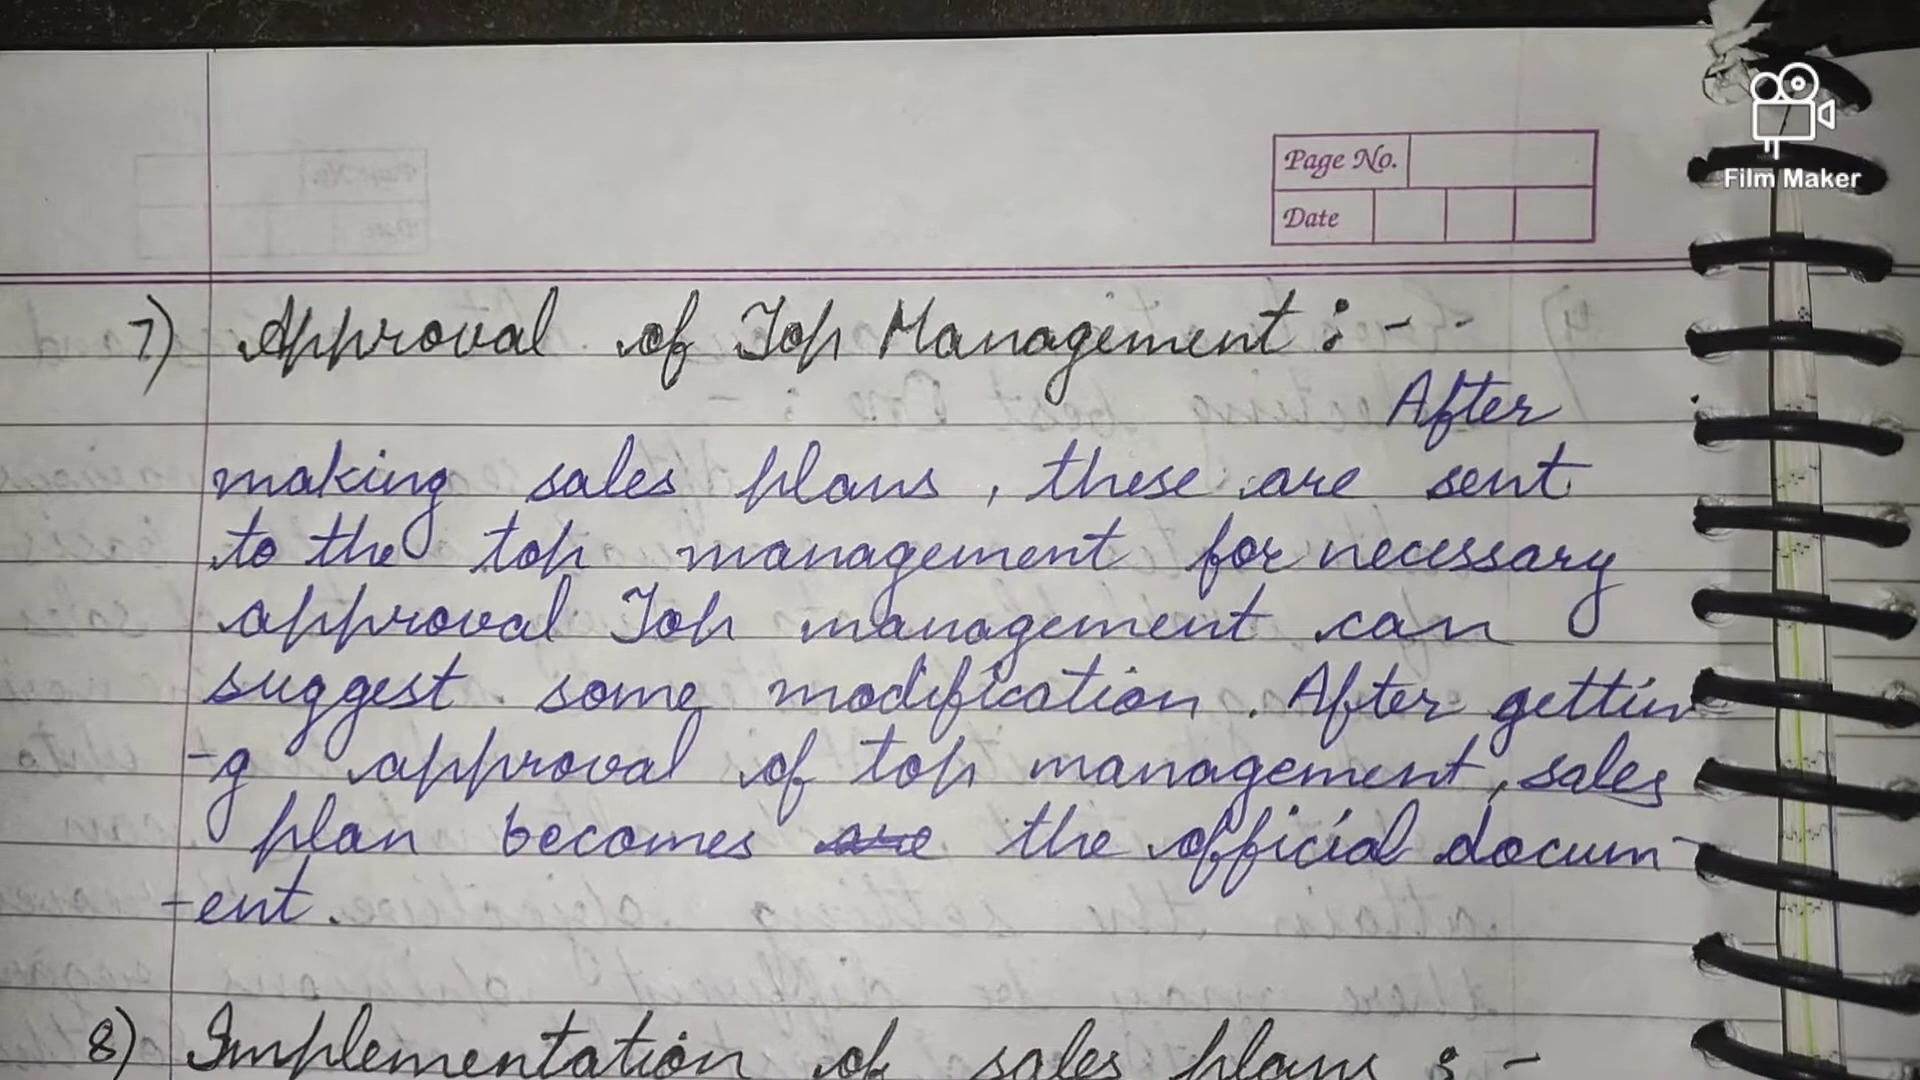 Page No.
Date
Film Maker
7) Approval of Top Management :--
After
making sales plans, these are sent
to the top management for necessary
approval Top management can
suggest some modification. After gettin
-g approval of top management, sales
plan becomes are the official docum-
-ent.
8) Implementation of sales plans :-